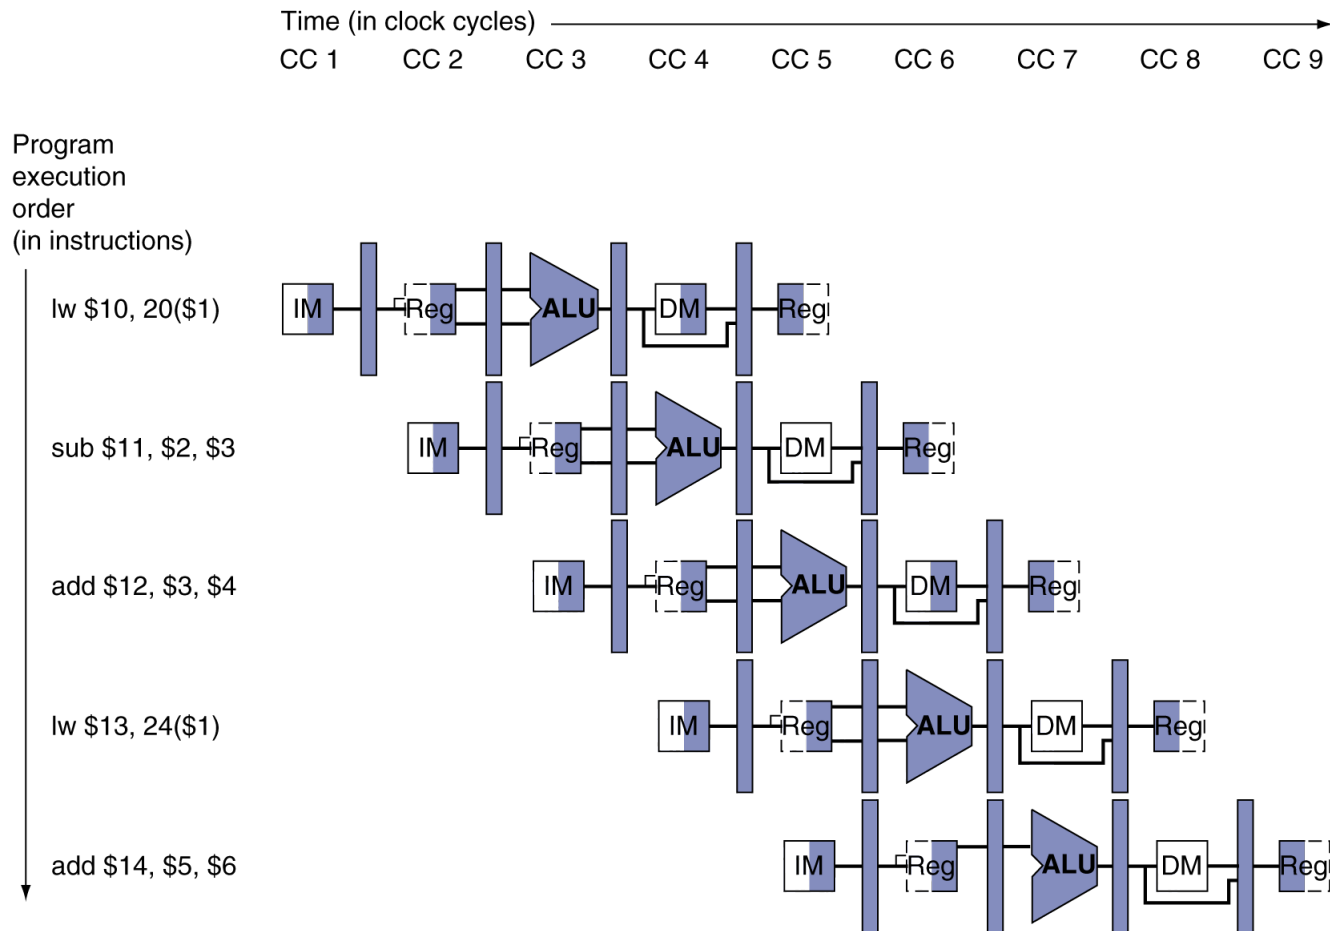 Time (in clock cycles)
CC 1 CC 2 CC 3 CC 4 CC 5 CC 6 CC 7 CC 8 CC 9
Program
execution
order
(in instructions)
lw $10, 20($1) IM Reg ALU DM Reg
sub $11, $2, $3 IM Reg ALU DM Reg
add $12, $3, $4 IM Reg ALU DM Reg
lw $13, 24($1) IM Reg ALU DM Reg
add $14, $5, $6 IM Reg ALU DM Reg